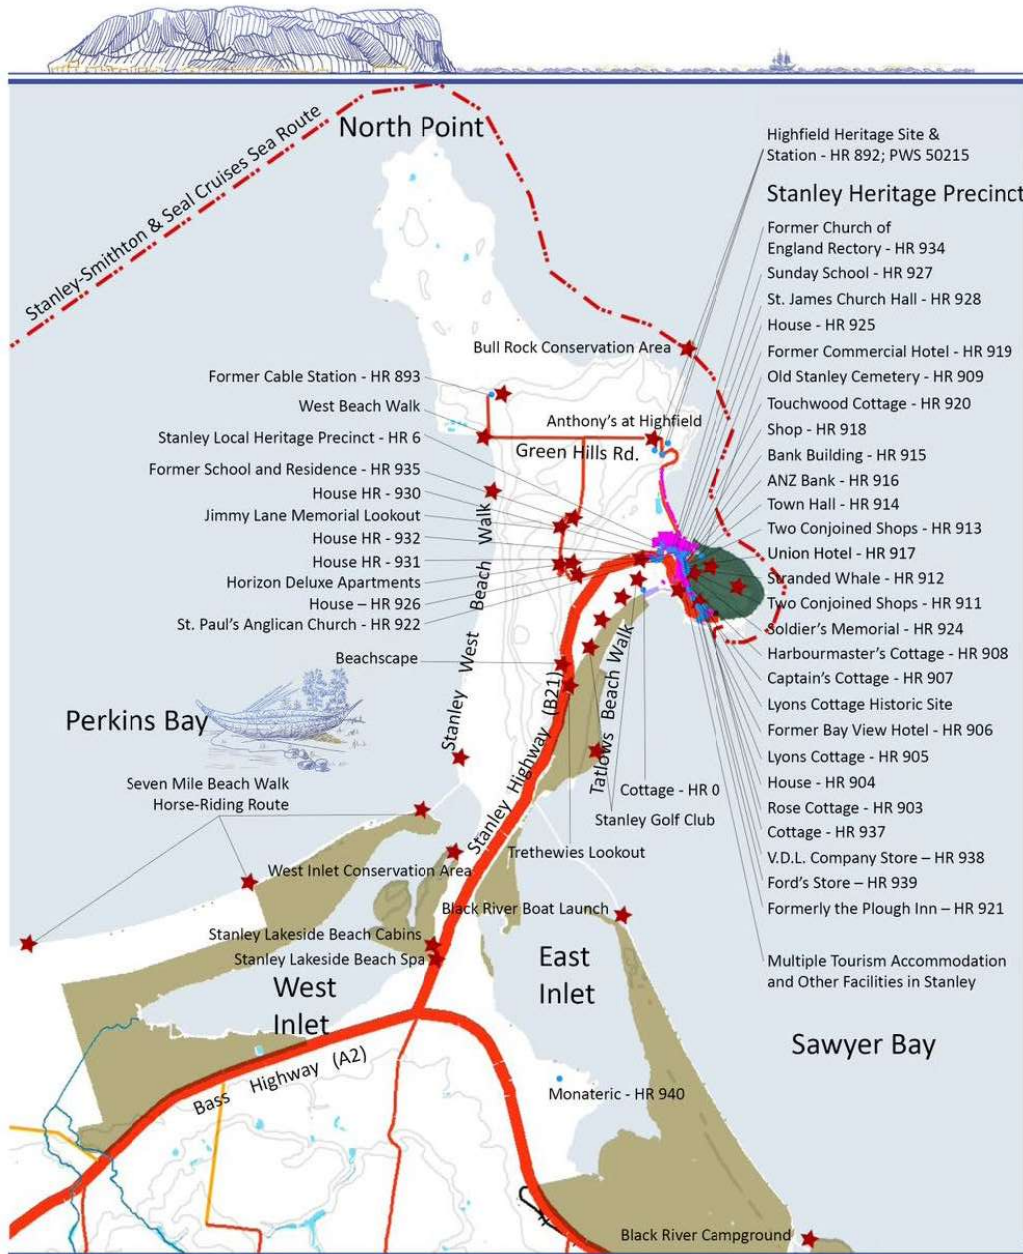 North Point
Stanley-Smithton & Seal Cruises Sea Route
Highfield Heritage Site &
Station - HR 892; PWS 50215
Stanley Heritage Precinct
Former Church of
England Rectory - HR 934
Sunday School - HR 927
St. James Church Hall - HR 928
House - HR 925
Former Commercial Hotel - HR 919
Old Stanley Cemetery - HR 909
Touchwood Cottage - HR 920
Shop - HR 918
Bank Building - HR 915
ANZ Bank - HR 916
Town Hall - HR 914
Two Conjoined Shops - HR 913
Union Hotel - HR 917
Stranded Whale - HR 912
Two Conjoined Shops - HR 911
Soldier's Memorial - HR 924
Harbourmaster's Cottage - HR 908
Captain's Cottage - HR 907
Lyons Cottage Historic Site
Former Bay View Hotel - HR 906
Lyons Cottage - HR 905
House - HR 904
Rose Cottage - HR 903
Cottage - HR 937
V.D.L. Company Store – HR 938
Ford's Store – HR 939
Formerly the Plough Inn – HR 921
Multiple Tourism Accommodation
and Other Facilities in Stanley
Bull Rock Conservation Area
Former Cable Station - HR 893
West Beach Walk
Anthony's at Highfield
Green Hills Rd.
Stanley Local Heritage Precinct - HR 6
Former School and Residence - HR 935
House HR - 930
Jimmy Lane Memorial Lookout
House HR - 932
House HR - 931
Horizon Deluxe Apartments
House – HR 926
St. Paul's Anglican Church - HR 922
Beachscape
Stanley West Beach Walk
Stanley Highway (B21)
Tatlows Beach Walk
Perkins Bay
Seven Mile Beach Walk
Horse-Riding Route
Cottage - HR 0
Stanley Golf Club
Trethewies Lookout
West Inlet Conservation Area
Black River Boat Launch
Stanley Lakeside Beach Cabins
Stanley Lakeside Beach Spa
West
Inlet
East
Inlet
Sawyer Bay
Bass Highway (A2)
Monateric - HR 940
Black River Campground